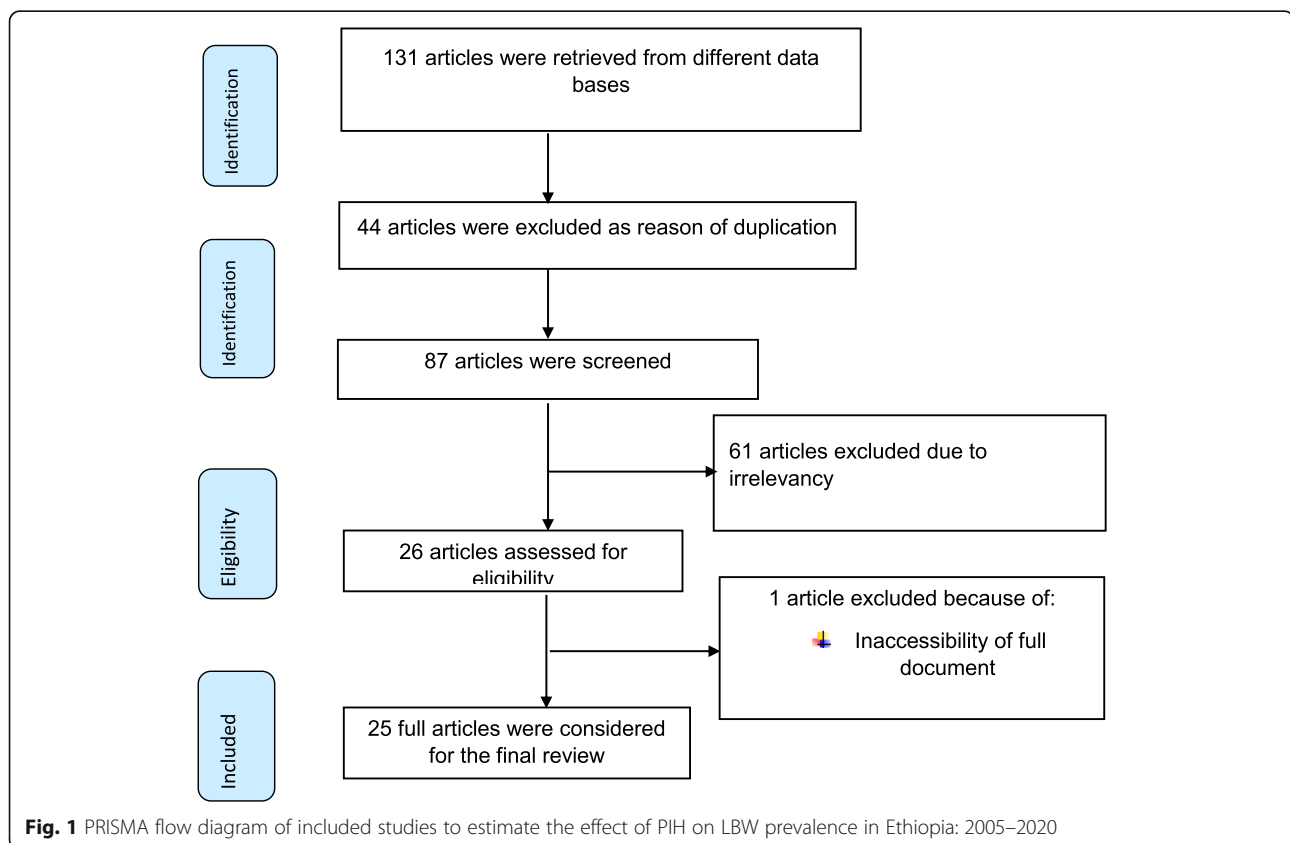 Identification
131 articles were retrieved from different data
bases
44 articles were excluded as reason of duplication
Identification
87 articles were screened
61 articles excluded due to
irrelevancy
Eligibility
26 articles assessed for
eligibility
1 article excluded because of:
Inaccessibility of full
document
Included
25 full articles were considered
for the final review
Fig. 1 PRISMA flow diagram of included studies to estimate the effect of PIH on LBW prevalence in Ethiopia: 2005–2020